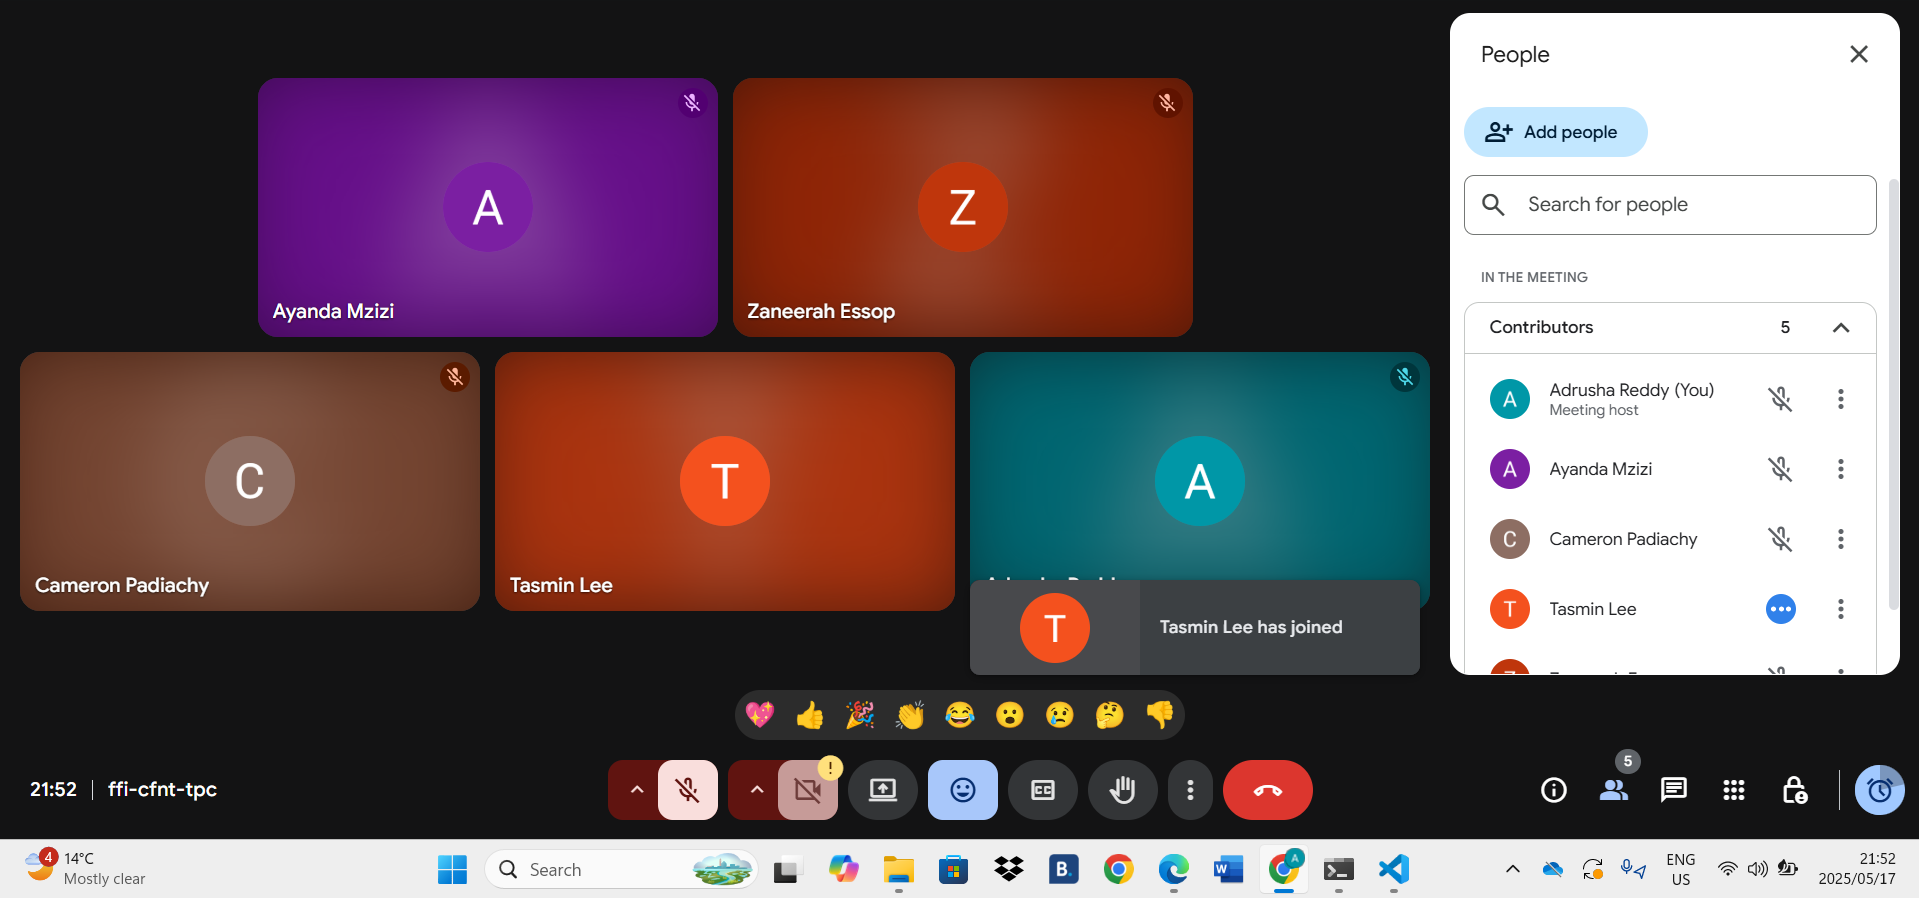 A
Ayanda Mzizi
Z
Zaneerah Essop
C
Cameron Padiachy
T
Tasmin Lee
A
T
Tasmin Lee has joined
People
Add people
Search for people
IN THE MEETING
Contributors 5
A Adrusha Reddy (You)
Meeting host
A Ayanda Mzizi
C Cameron Padiachy
T Tasmin Lee
21:52 | ffi-cfnt-tpc
!
CC
5
4
14°C
Mostly clear
Search
B.
W
A
ENG
US
21:52
2025/05/17